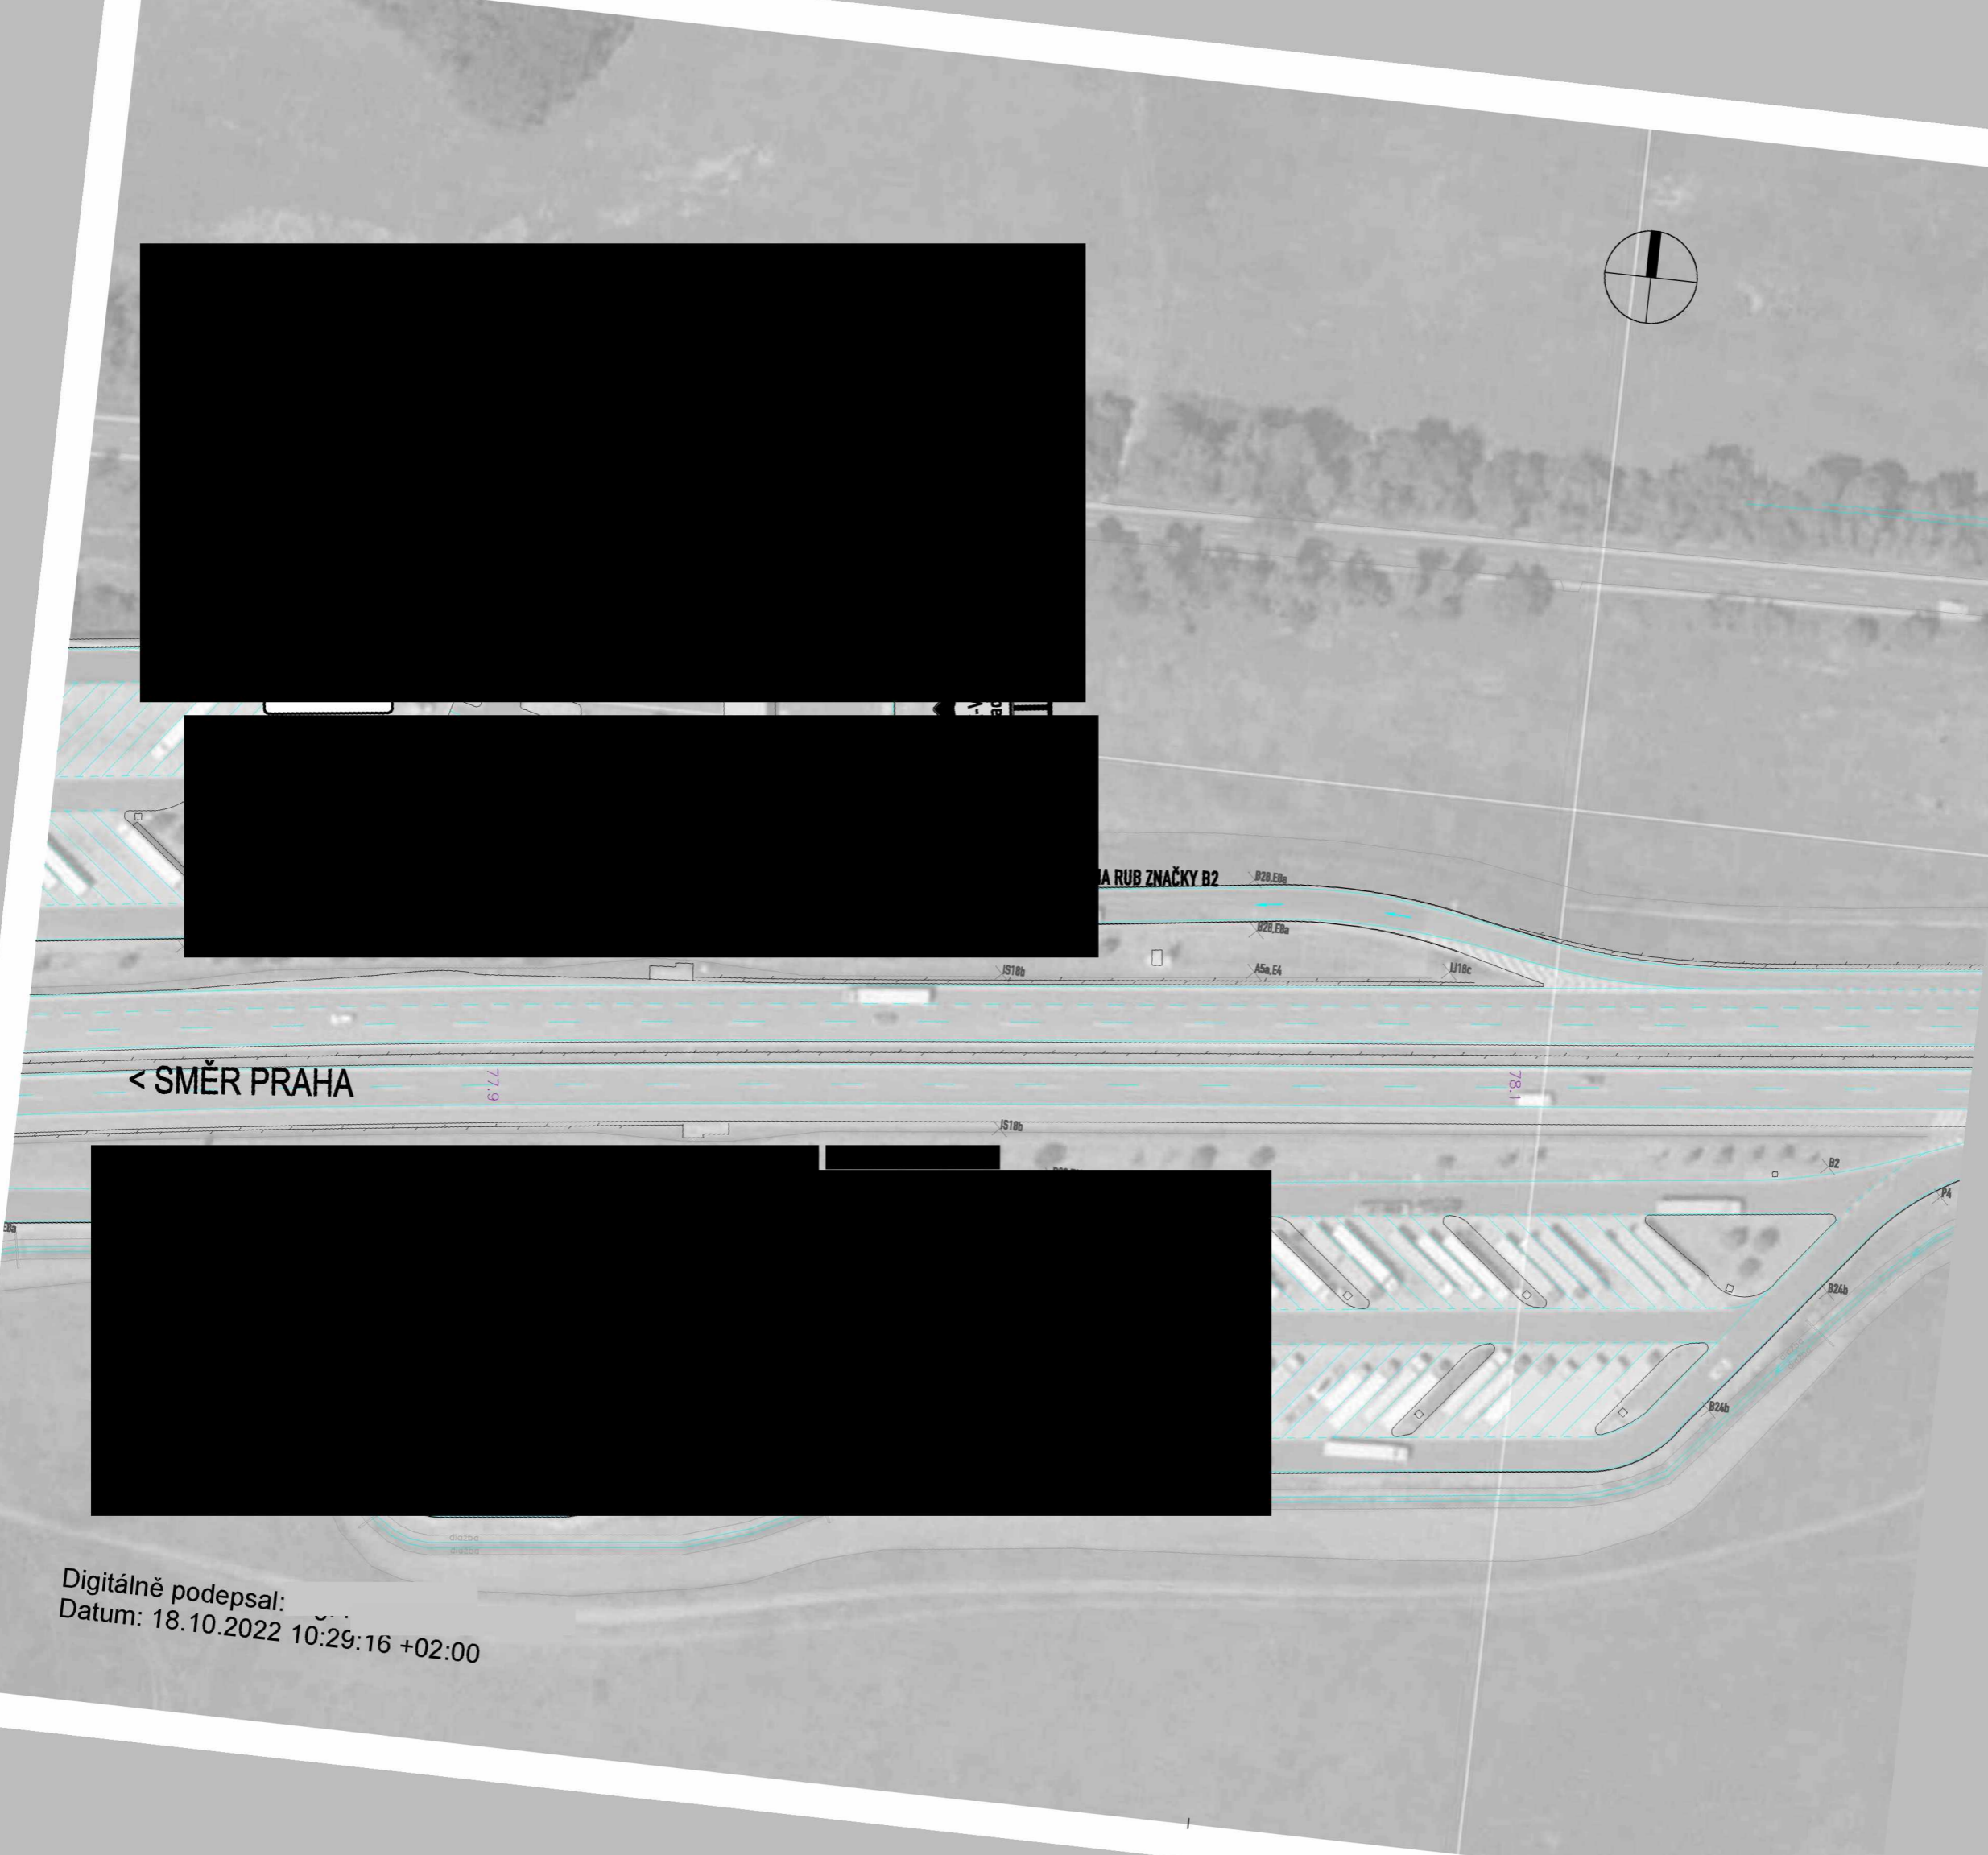 RUB ZNAČKY B2
B28,E8a
B28,E8a
IS18b
A5a,E4
IJ18c
< SMĚR PRAHA
77.9
78.1
IS18b
B2
P4
E8a
B24b
B24b
Digitálně podepsal:
Datum: 18.10.2022 10:29:16 +02:00